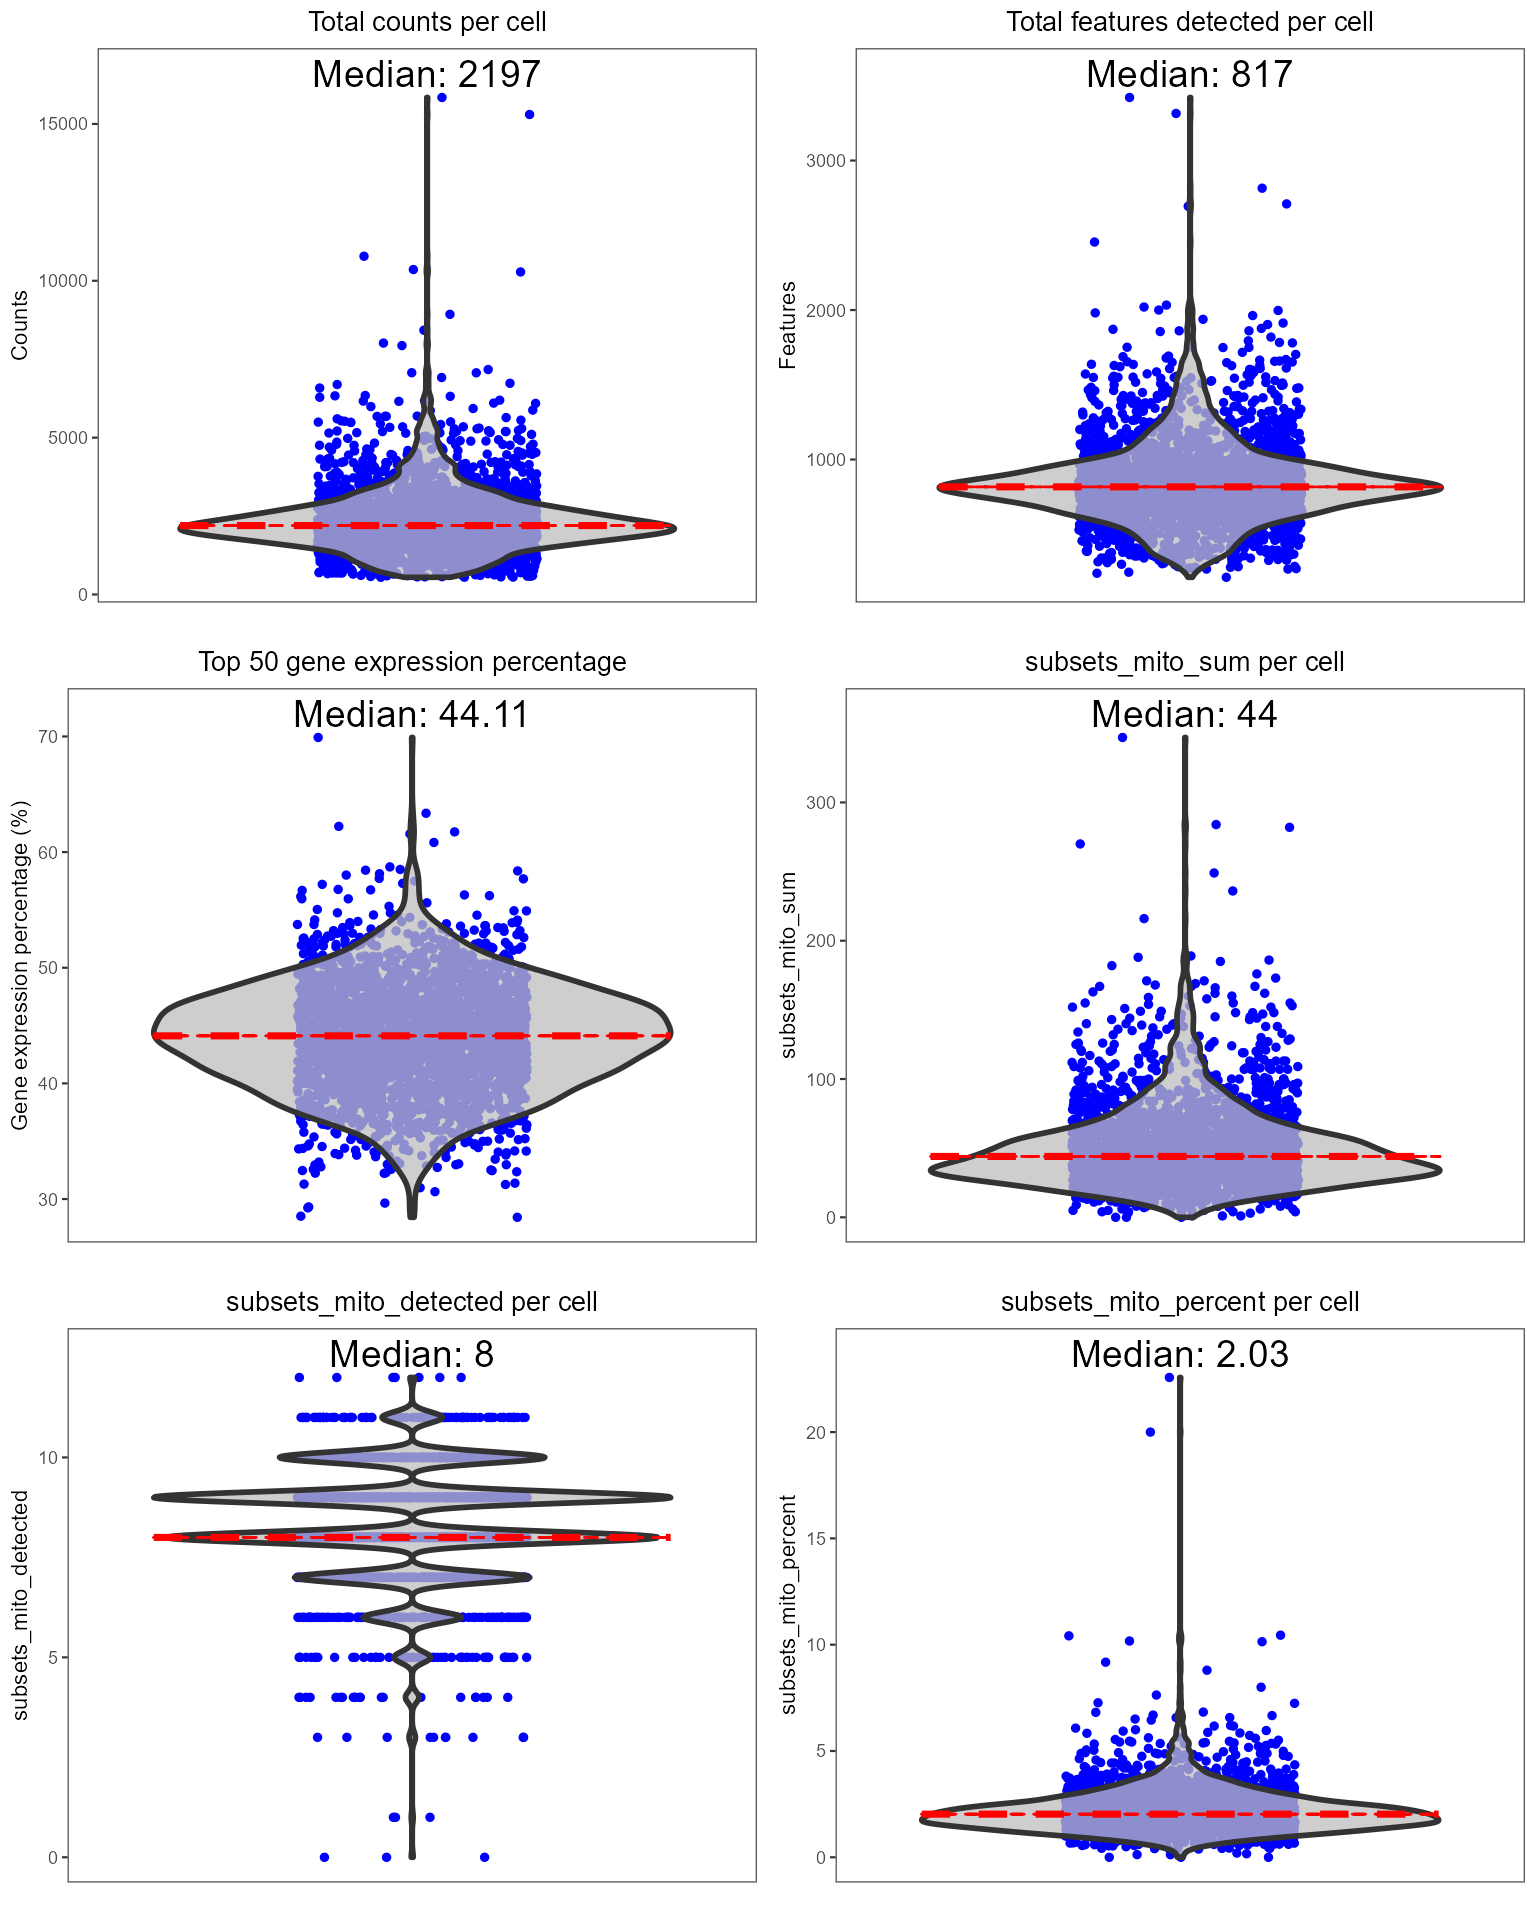 Total counts per cell
Median: 2197
Counts
15000
10000
5000
0
Total features detected per cell
Median: 817
Features
3000
2000
1000
Top 50 gene expression percentage
Median: 44.11
Gene expression percentage (%)
70
60
50
40
30
subsets_mito_sum per cell
Median: 44
subsets_mito_sum
300
200
100
0
subsets_mito_detected per cell
Median: 8
subsets_mito_detected
10
5
0
subsets_mito_percent per cell
Median: 2.03
subsets_mito_percent
20
15
10
5
0